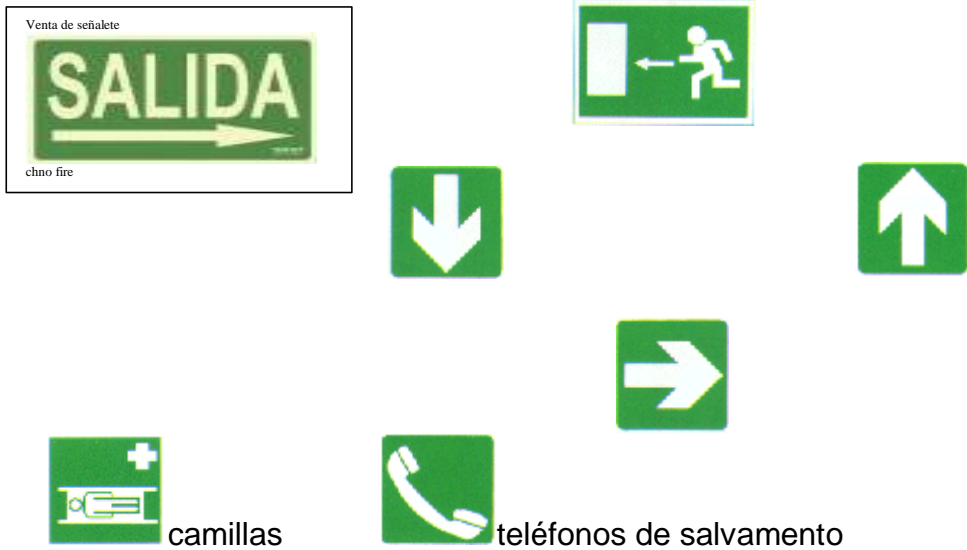 Venta de señalete
SALIDA
chno fire
camillas
teléfonos de salvamento